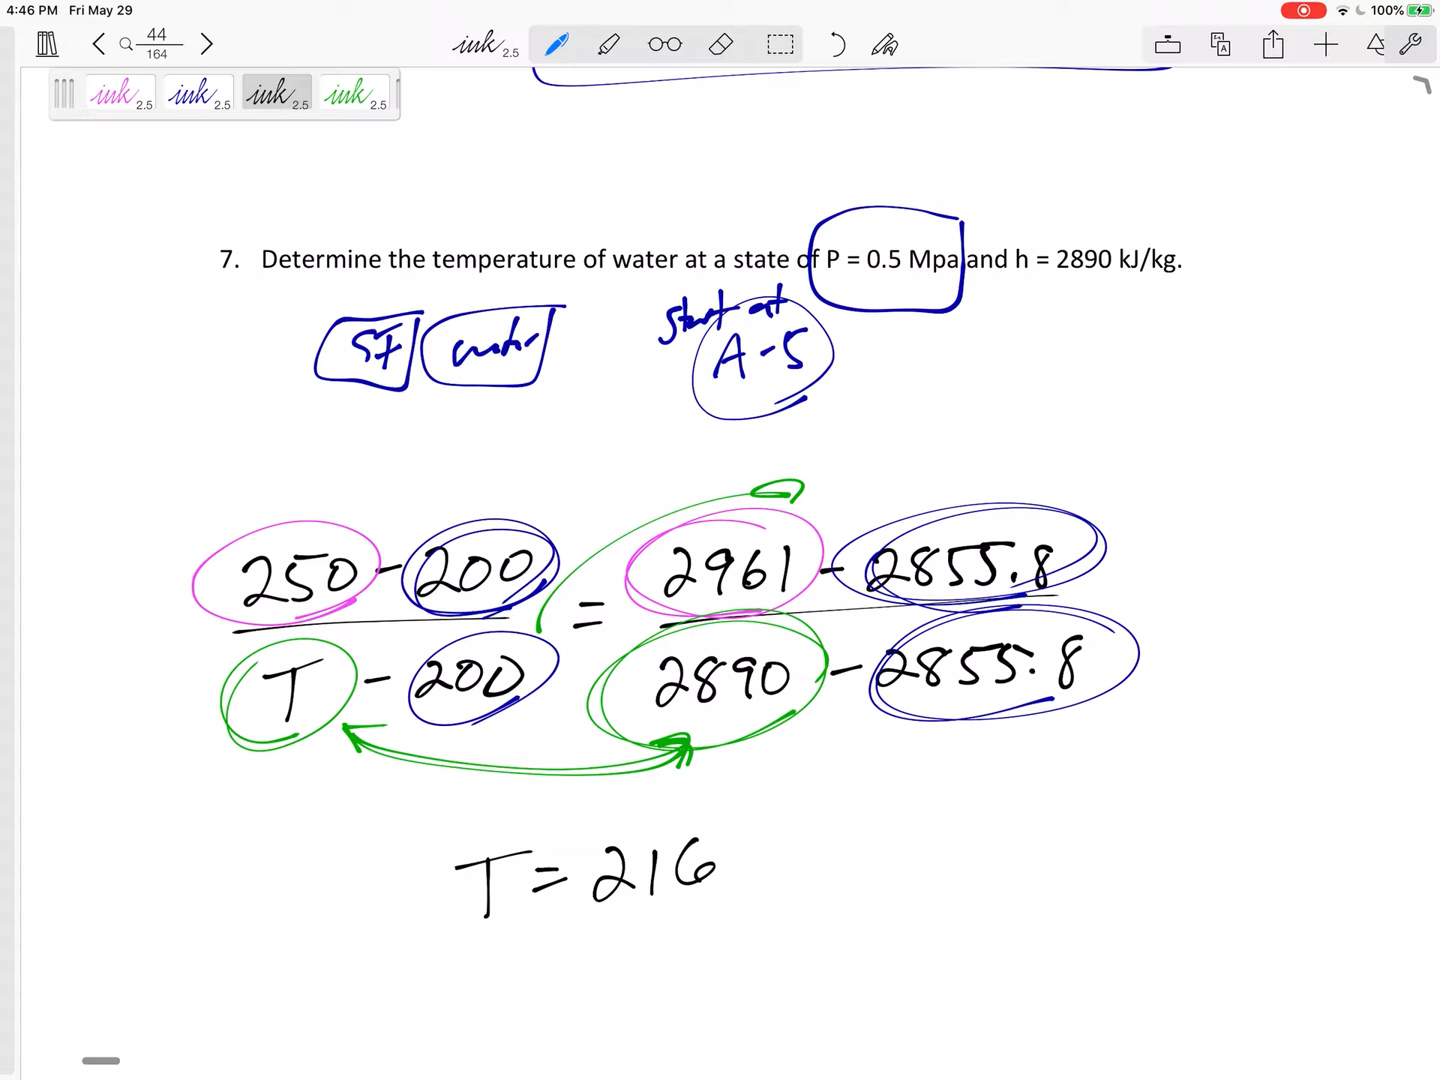 4:46 PM Fri May 29
100%
44
164
ink 2.5
ink 2.5 ink 2.5 ink 2.5 ink 2.5
7. Determine the temperature of water at a state of P = 0.5 Mpa and h = 2890 kJ/kg.
start at
SI water A-5
250 - 200 = 2961 - 2855.8
T - 200 2890 - 2855.8
T = 216